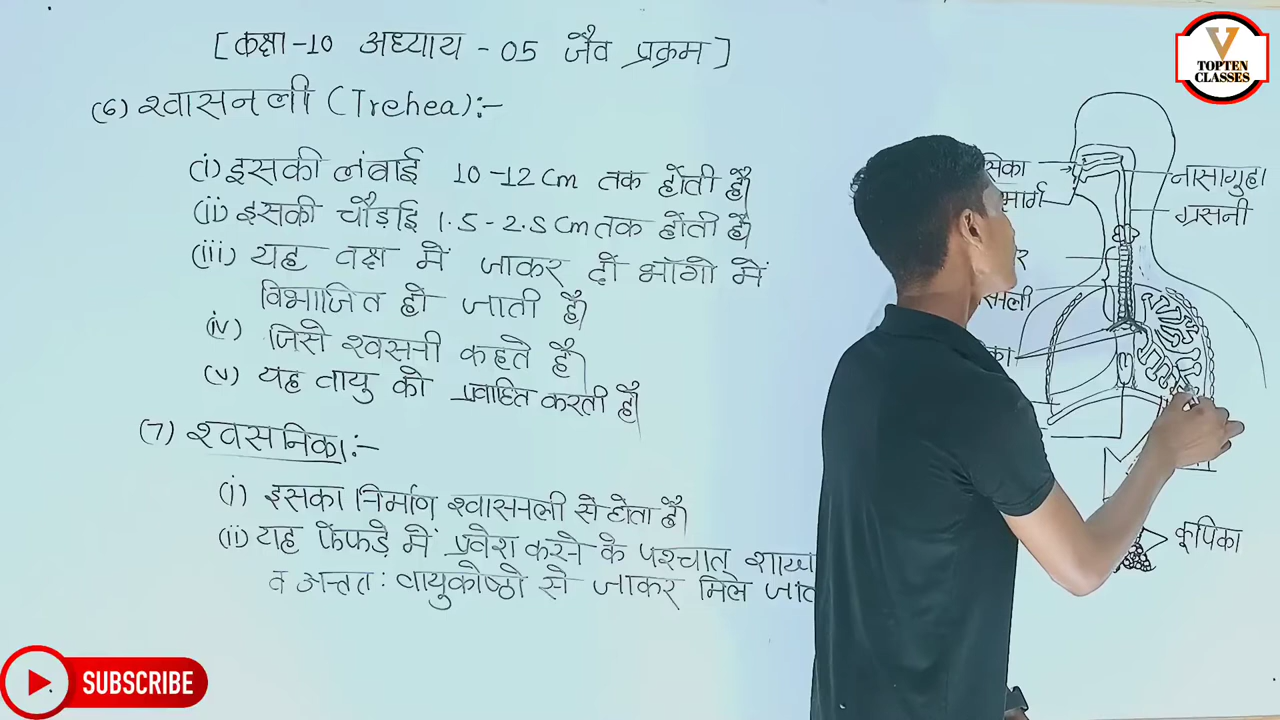 [कक्षा-10 अध्याय - 05 जैव प्रक्रम]
(6) श्वासनली (Trehea):-
(i) इसकी लंबाई 10-12 cm तक होती है।
(ii) इसकी चौड़ाई 1.5-2.5 cm तक होती है।
(iii) यह वक्ष में जाकर दो भागो में
विभाजित हो जाती है।
(iv) जिसे श्वसनी कहते है।
(v) यह वायु को प्रवाहित करती है।
(7) श्वसनिका:-
(i) इसका निर्माण श्वासनली से होता है।
(ii) यह फेंफड़े में प्रवेश करने के पश्चात्
व अन्ततः वायुकोष्ठो से जाकर मिल
नासागुहा
ग्रसनी
कूपिका
V
TOPTEN
CLASSES
SUBSCRIBE